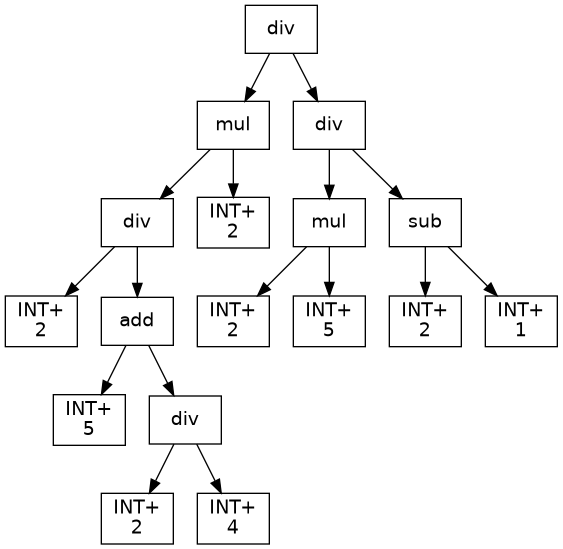 div
mul
div
div
INT+
2
mul
sub
INT+
2
add
INT+
2
INT+
5
INT+
2
INT+
1
INT+
5
div
INT+
2
INT+
4